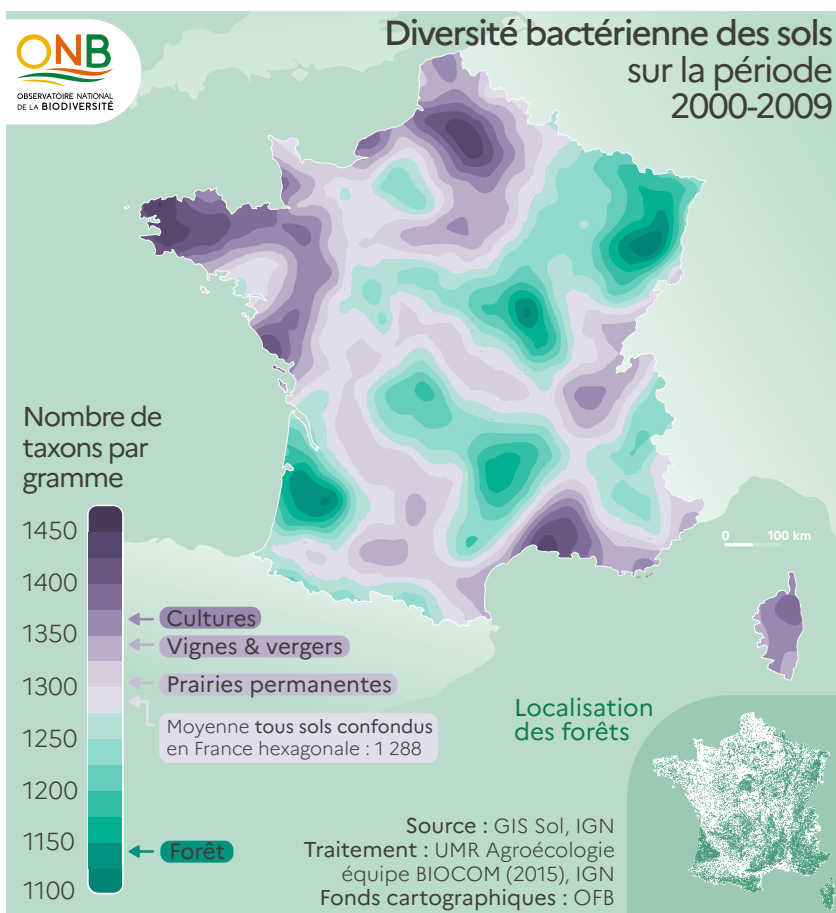 ONB
OBSERVATOIRE NATIONAL
DE LA BIODIVERSITÉ
Diversité bactérienne des sols
sur la période
2000-2009
Nombre de
taxons par
gramme
1450
1400
1350
1300
1250
1200
1150
1100
Cultures
Vignes & vergers
Prairies permanentes
Moyenne tous sols confondus
en France hexagonale : 1 288
Forêt
0 100 km
Localisation
des forêts
Source : GIS Sol, IGN
Traitement : UMR Agroécologie
équipe BIOCOM (2015), IGN
Fonds cartographiques : OFB